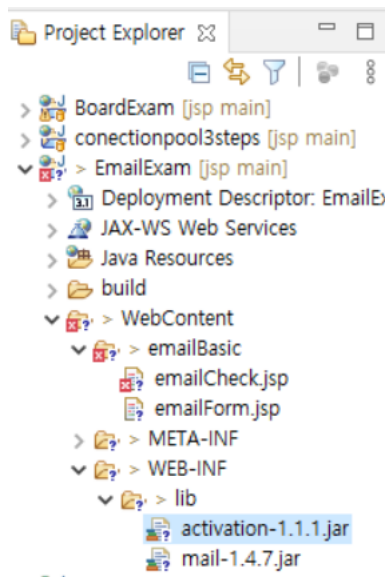 Project Explorer
BoardExam [jsp main]
conectionpool3steps [jsp main]
> EmailExam [jsp main]
3.1 Deployment Descriptor: EmailEx
JAX-WS Web Services
Java Resources
build
> WebContent
> emailBasic
emailCheck.jsp
emailForm.jsp
> META-INF
> WEB-INF
> lib
activation-1.1.1.jar
mail-1.4.7.jar